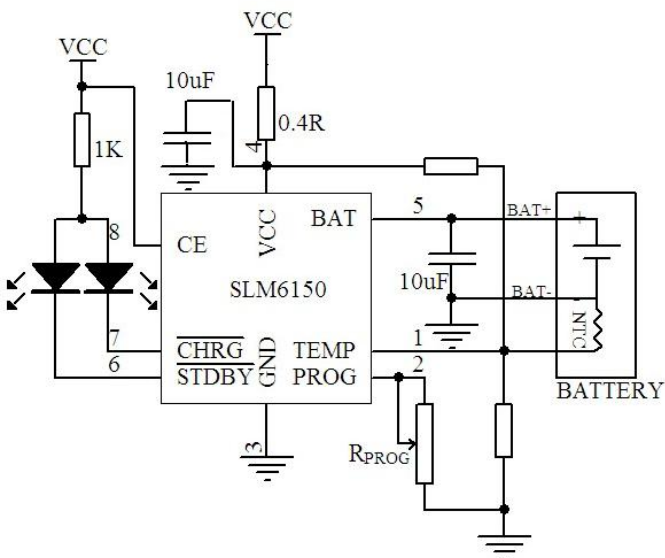 VCC
VCC
10uF
0.4R
4
1K
8
CE
VCC
BAT
5
BAT+
+
SLM6150
10uF
BAT-
-
NTC
7
CHRG
GND
TEMP
1
6
STDBY
PROG
2
BATTERY
3
RPROG